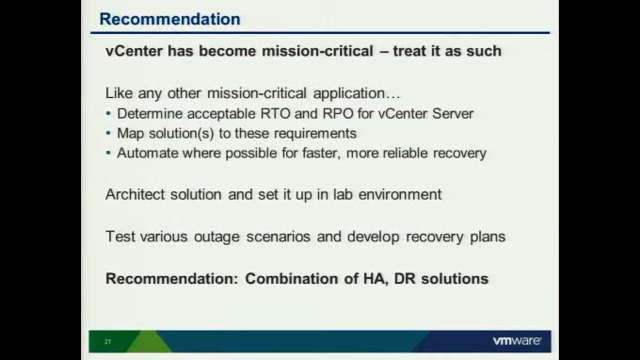 Recommendation
vCenter has become mission-critical – treat it as such
Like any other mission-critical application…
• Determine acceptable RTO and RPO for vCenter Server
• Map solution(s) to these requirements
• Automate where possible for faster, more reliable recovery
Architect solution and set it up in lab environment
Test various outage scenarios and develop recovery plans
Recommendation: Combination of HA, DR solutions
21
vmware